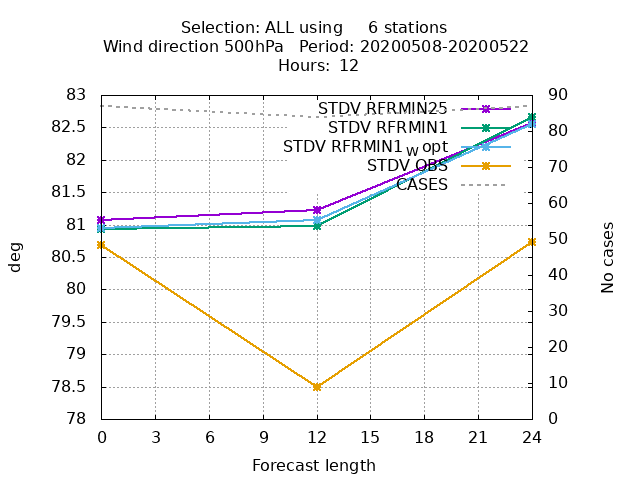 Selection: ALL using     6 stations
Wind direction 500hPa   Period: 20200508-20200522
Hours: 12
83
82.5
82
81.5
81
80.5
80
79.5
79
78.5
78
deg
STDV RFRMIN25
STDV RFRMIN1
STDV RFRMIN1_w opt
STDV OBS
CASES
90
80
70
60
50
40
30
20
10
0
No cases
0 3 6 9 12 15 18 21 24
Forecast length